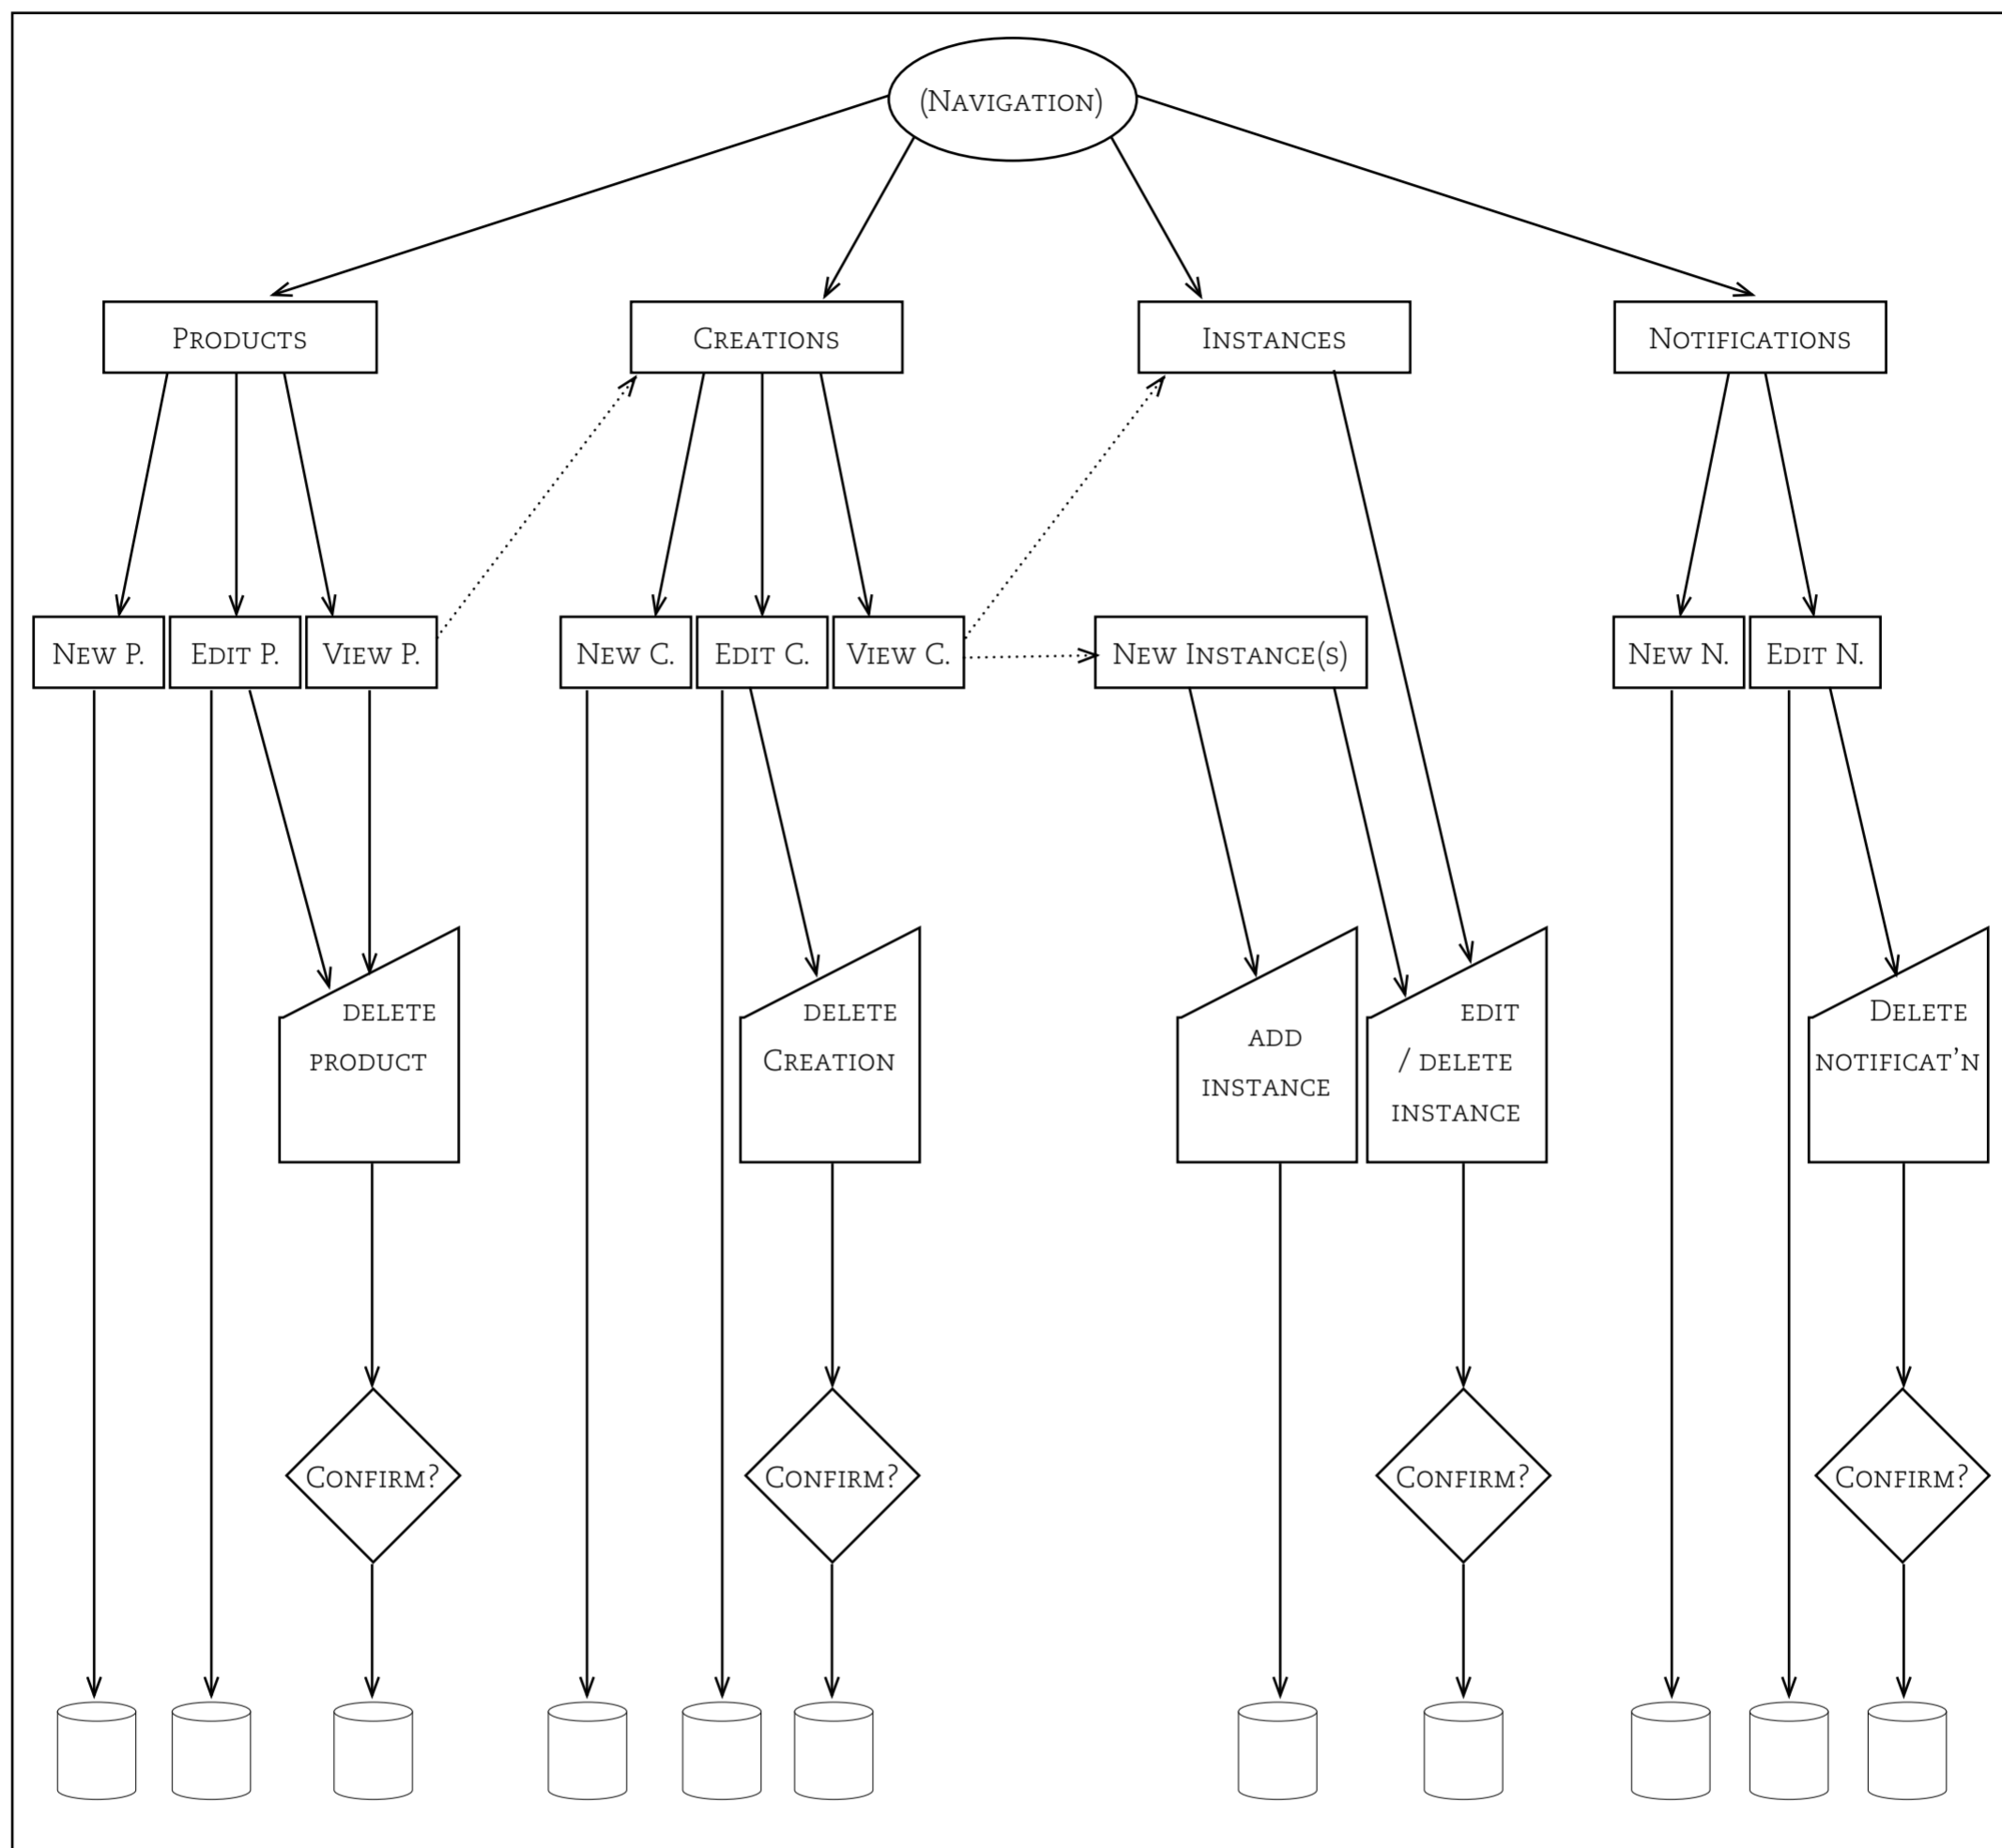 (Navigation)
Products
Creations
Instances
Notifications
New P.
Edit P.
View P.
New C.
Edit C.
View C.
New Instance(s)
New N.
Edit N.
delete
product
delete
Creation
add
instance
edit
/ delete
instance
Delete
notificat’n
Confirm?
Confirm?
Confirm?
Confirm?